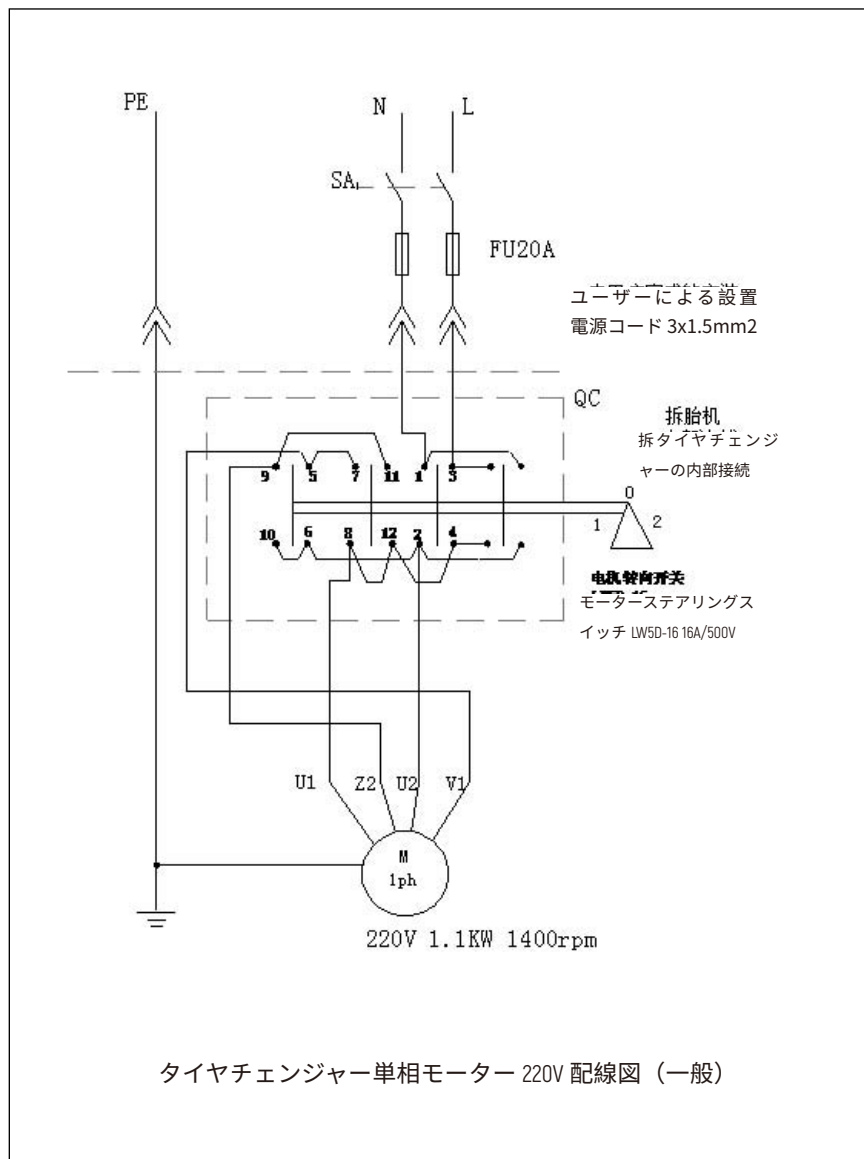 PE
N
L
SA
FU20A
ユーザーによる設置
電源コード 3x1.5mm2
QC
拆胎机
拆タイヤチェンジ
ャーの内部接続
9
5
7
11
1
3
0
1
2
10
6
8
12
2
4
电机转向开关
モーターステアリングス
イッチ LW5D-16 16A/500V
U1
Z2
U2
V1
M
1ph
220V 1.1KW 1400rpm
タイヤチェンジャー単相モーター 220V 配線図（一般）